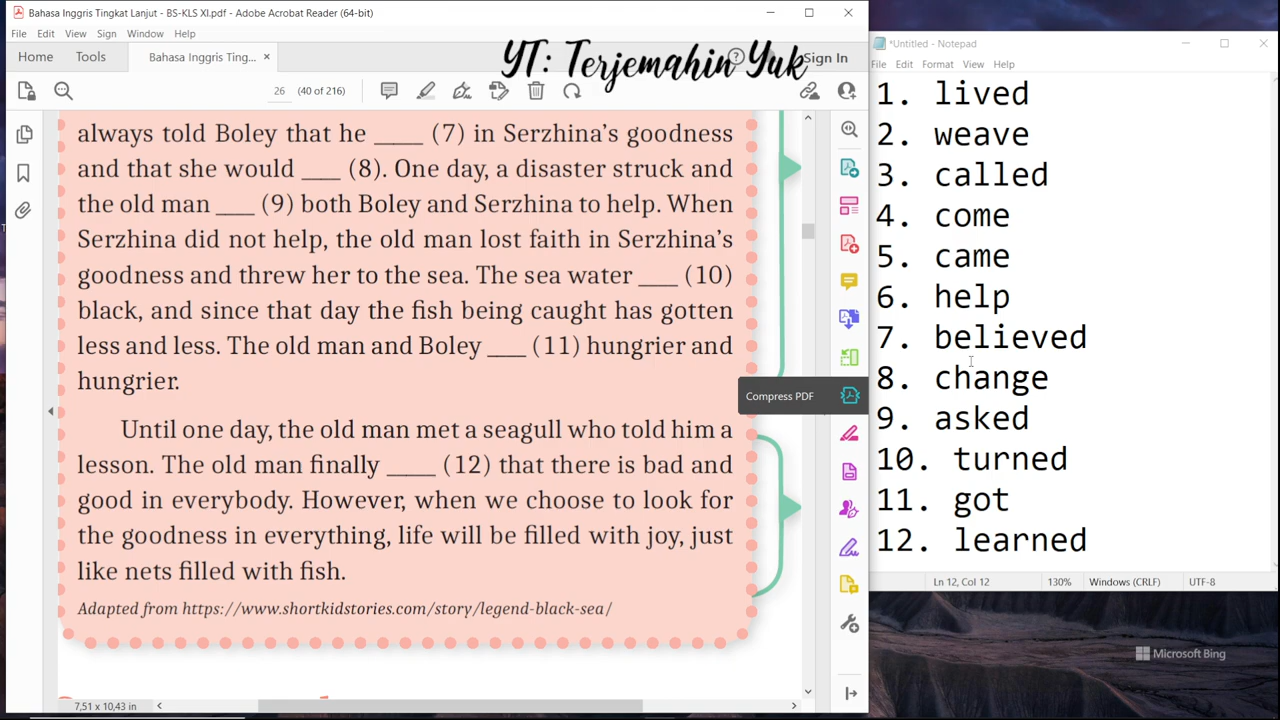 Bahasa Inggris Tingkat Lanjut - BS-KLS XI.pdf - Adobe Acrobat Reader (64-bit)
File Edit View Sign Window Help
Home Tools Bahasa Inggris Ting... × Sign In
YT: Terjemahin Yuk
26 (40 of 216)
always told Boley that he ____ (7) in Serzhina’s goodness
and that she would ____ (8). One day, a disaster struck and
the old man ____ (9) both Boley and Serzhina to help. When
Serzhina did not help, the old man lost faith in Serzhina’s
goodness and threw her to the sea. The sea water ____ (10)
black, and since that day the fish being caught has gotten
less and less. The old man and Boley ____ (11) hungrier and
hungrier.
Compress PDF
Until one day, the old man met a seagull who told him a
lesson. The old man finally _____ (12) that there is bad and
good in everybody. However, when we choose to look for
the goodness in everything, life will be filled with joy, just
like nets filled with fish.
Adapted from https://www.shortkidstories.com/story/legend-black-sea/
7,51 x 10,43 in
*Untitled - Notepad
File Edit Format View Help
1. lived
2. weave
3. called
4. come
5. came
6. help
7. believed
8. change
9. asked
10. turned
11. got
12. learned
Ln 12, Col 12 130% Windows (CRLF) UTF-8
Microsoft Bing